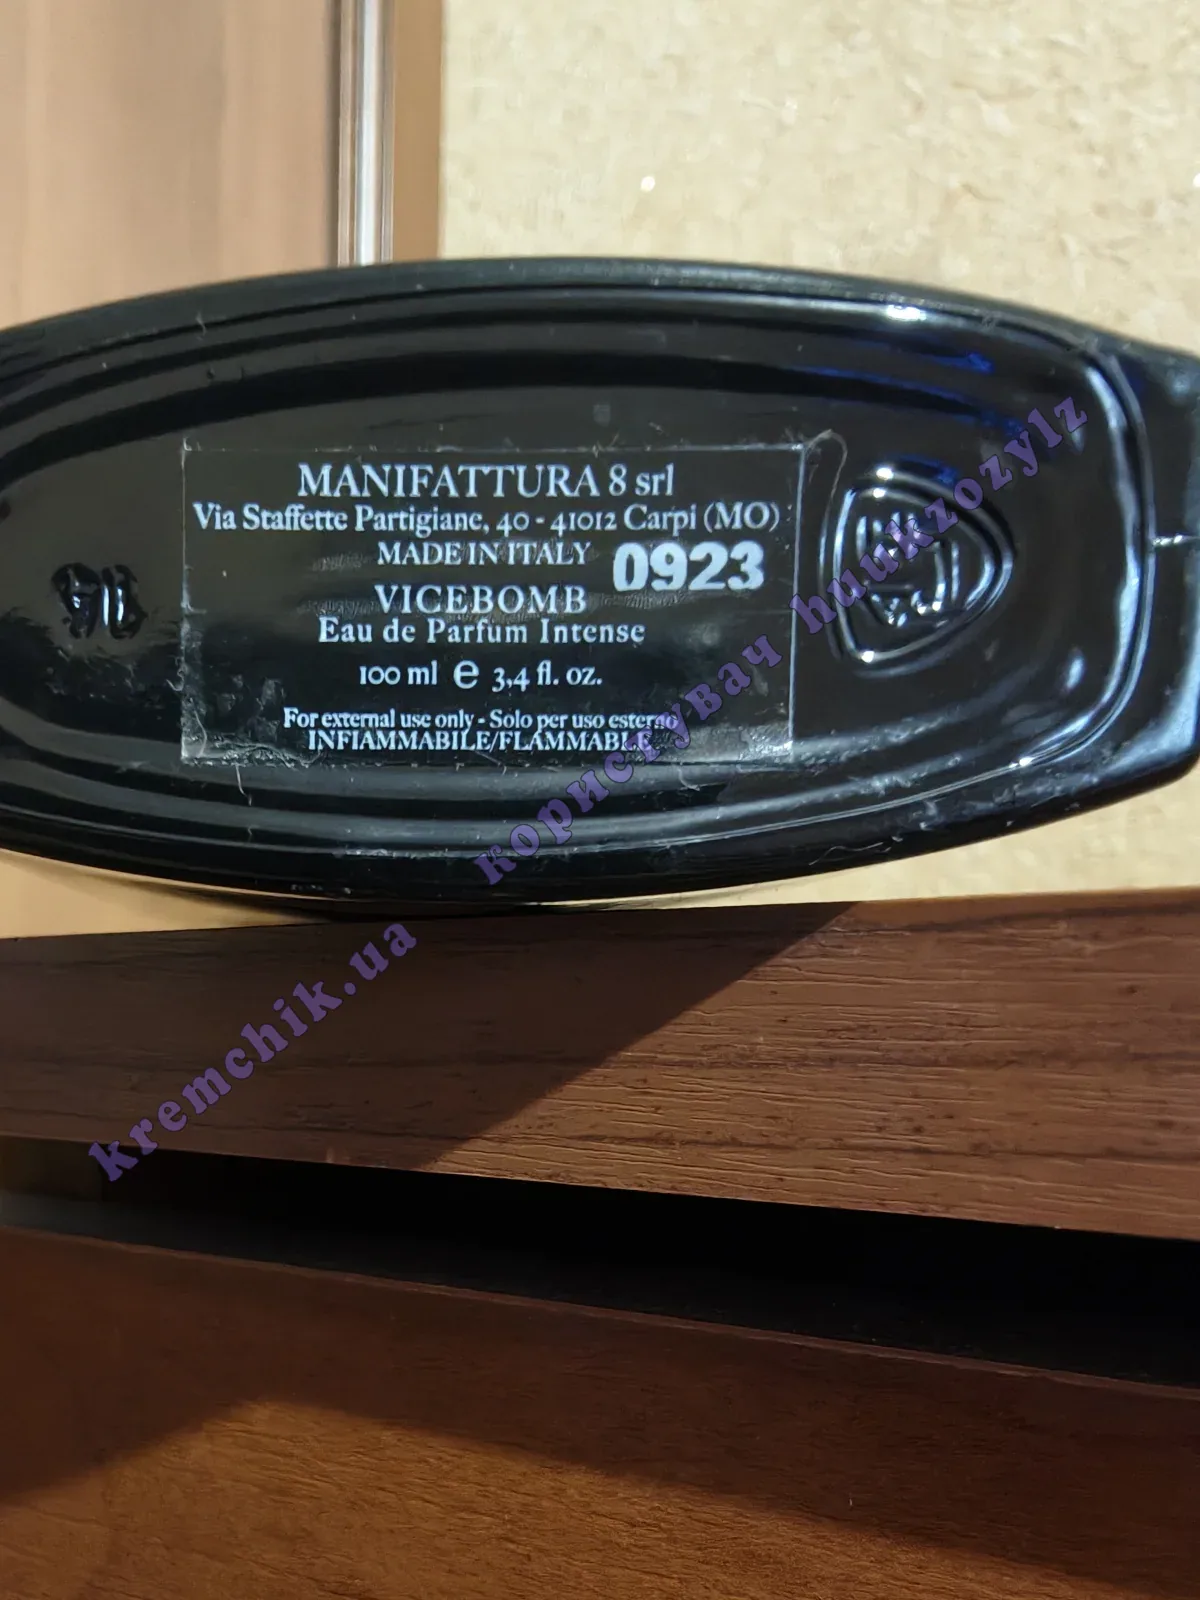 MANIFATTURA 8 srl
Via Staffette Partigiane, 40 - 41012 Carpi (MO)
MADE IN ITALY 0923
VICEBOMB
Eau de Parfum Intense
100 ml e 3,4 fl. oz.
For external use only - Solo per uso esterno
INFIAMMABILE/FLAMMABLE
kremchik.ua користувач huukzozylz